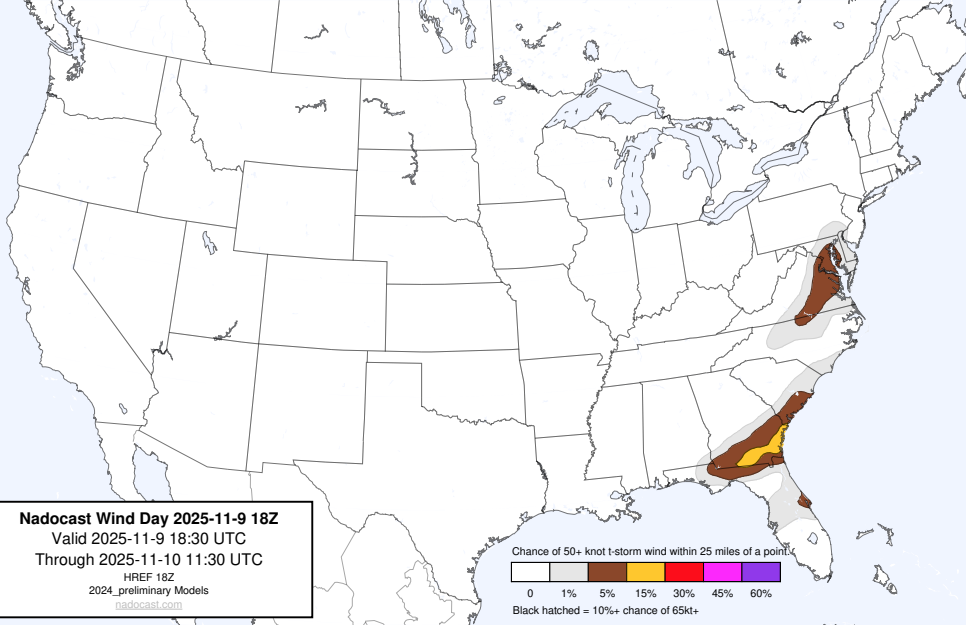 Nadocast Wind Day 2025-11-9 18Z
Valid 2025-11-9 18:30 UTC
Through 2025-11-10 11:30 UTC
HREF 18Z
2024_preliminary Models
nadocast.com
Chance of 50+ knot t-storm wind within 25 miles of a point.
0 1% 5% 15% 30% 45% 60%
Black hatched = 10%+ chance of 65kt+